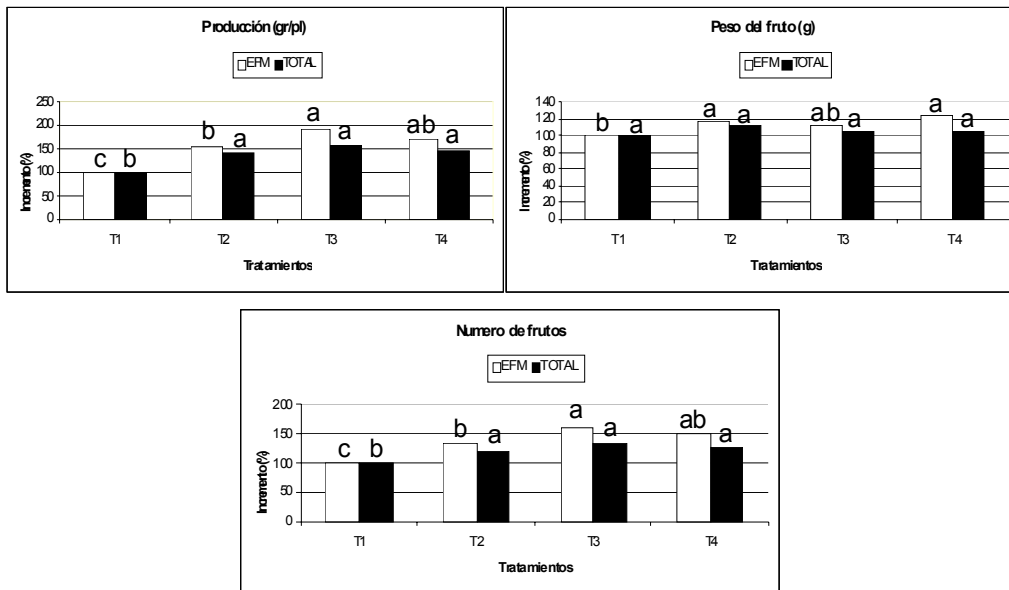 Producción (gr/pl)
EFM TOTAL
Incremento (%)
250
200
150
100
50
0
c b b a a a ab a
T1 T2 T3 T4
Tratamientos
Peso del fruto (g)
EFM TOTAL
Incremento (%)
140
120
100
80
60
40
20
0
b a a a ab a a a
T1 T2 T3 T4
Tratamientos
Numero de frutos
EFM TOTAL
Incremento (%)
200
150
100
50
0
c b b a a a ab a
T1 T2 T3 T4
Tratamientos